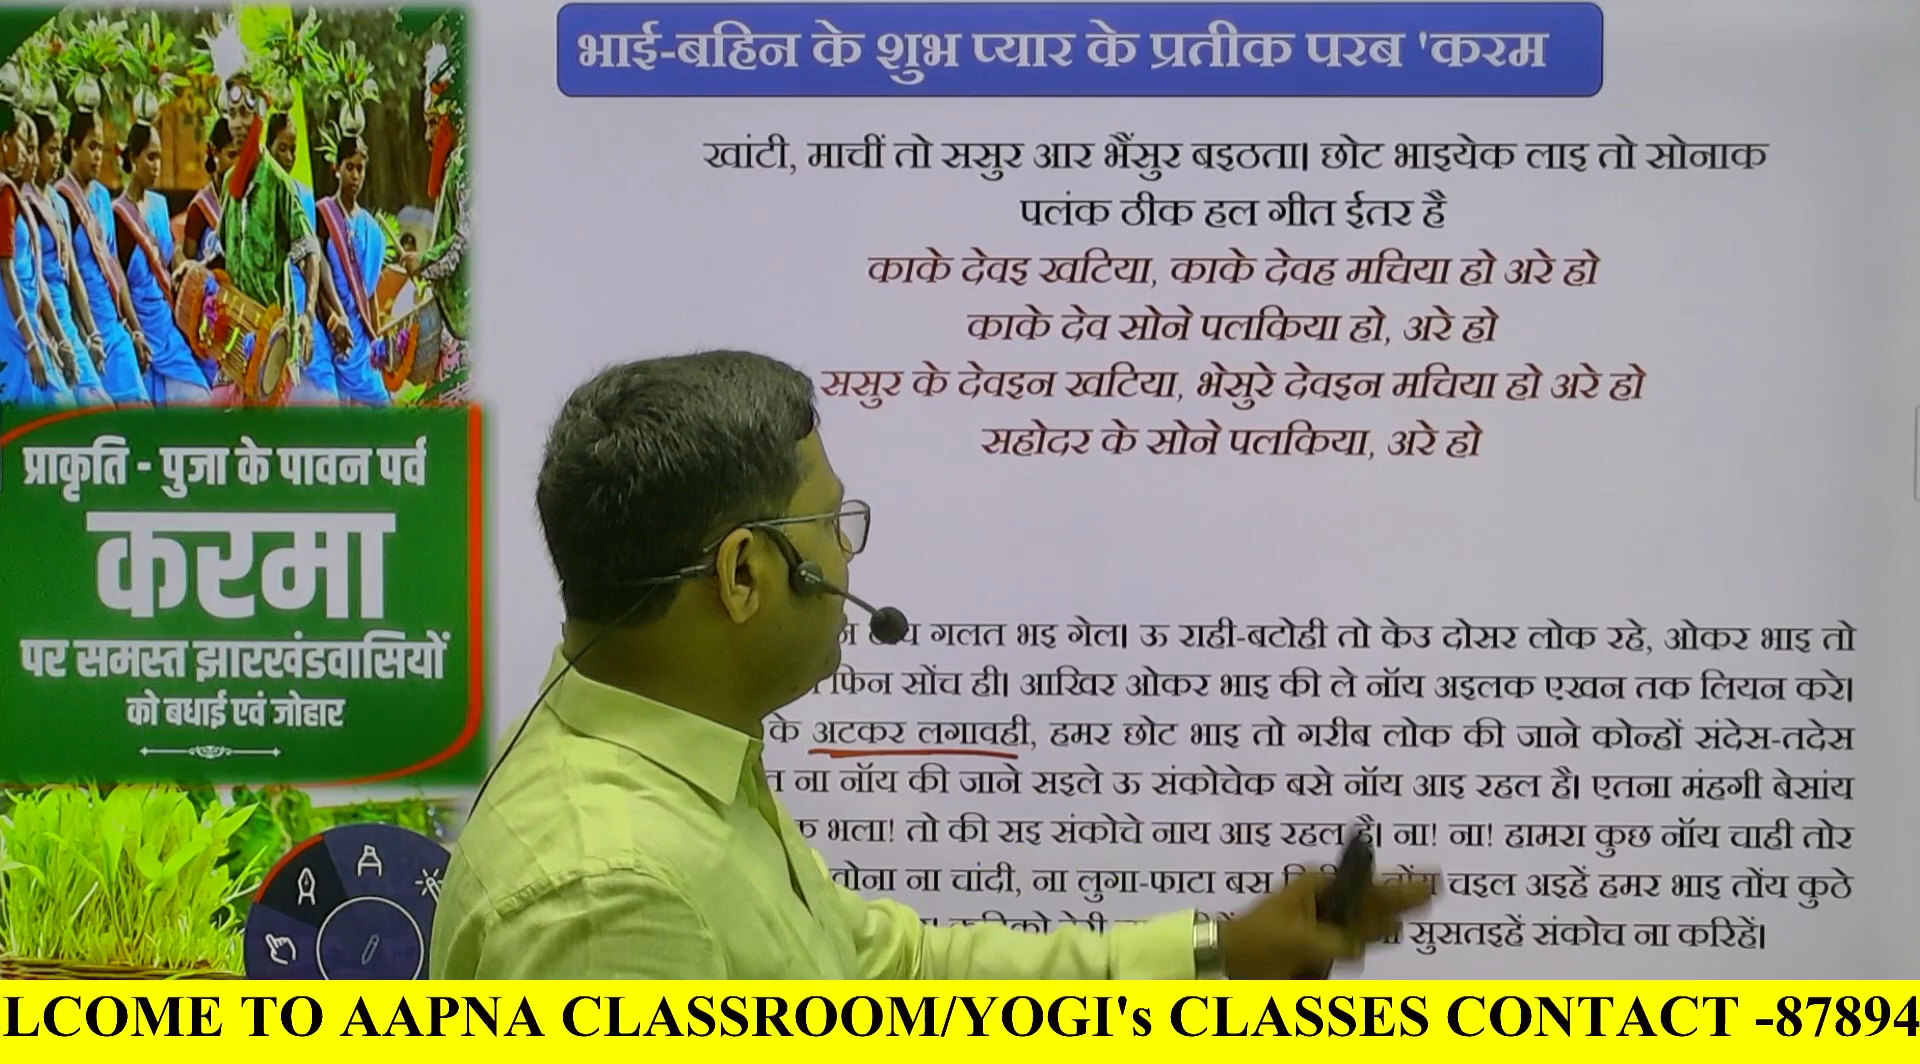 भाई-बहिन के शुभ प्यार के प्रतीक परब 'करम
खांटी, माचीं तो ससुर आर भैंसुर बइठता। छोट भाइयेक लाइ तो सोनाक
पलंक ठीक हल गीत ईतर है
काके देवइ खटिया, काके देवह मचिया हो अरे हो
काके देव सोने पलकिया हो, अरे हो
ससुर के देवइन खटिया, भेसुरे देवइन मचिया हो अरे हो
सहोदर के सोने पलकिया, अरे हो
प्राकृति - पुजा के पावन पर्व
करमा
पर समस्त झारखंडवासियों
को बधाई एवं जोहार
गलत भइ गेल। ऊ राही-बटोही तो केउ दोसर लोक रहे, ओकर भाइ तो
फिन सोंच ही। आखिर ओकर भाइ की ले नॉय अइलक एखन तक लियन करे।
के अटकर लगावही, हमर छोट भाइ तो गरीब लोक की जाने कोन्हों संदेस-तदेस
ना नॉय की जाने सइले ऊ संकोचेक बसे नॉय आइ रहल है। एतना मंहगी बेसांय
भला! तो की सइ संकोचे नाय आइ रहल है। ना! ना! हामरा कुछ नॉय चाही तोर
ना चांदी, ना लुगा-फाटा बस चइल अइहें हमर भाइ तोंय कुठे
सुसतइहें संकोच ना करिहें।
LCOME TO AAPNA CLASSROOM/YOGI's CLASSES CONTACT -87894